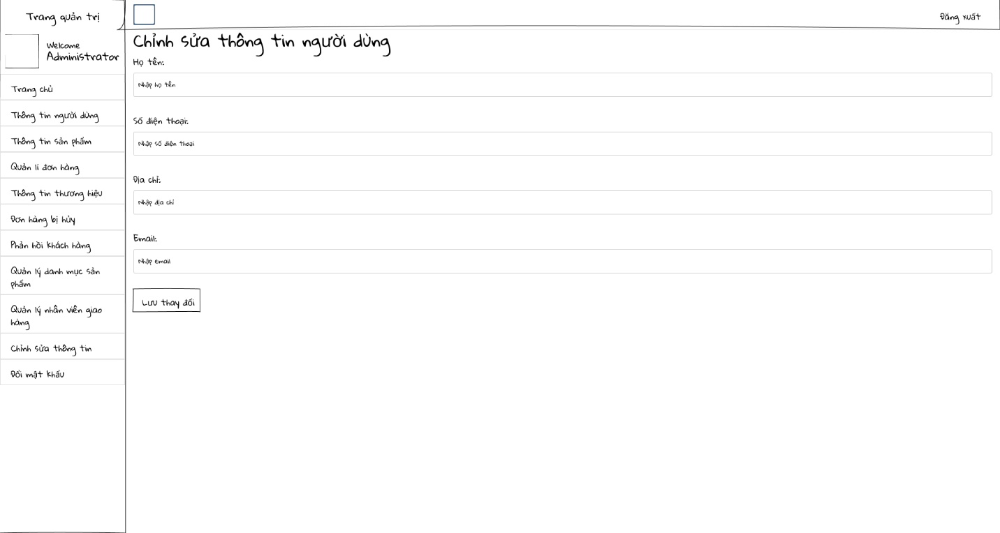 Trang quản trị
Đăng xuất
Welcome
Administrator
Trang chủ
Thông tin người dùng
Thông tin sản phẩm
Quản lí đơn hàng
Thông tin thương hiệu
Đơn hàng bị hủy
Phản hồi khách hàng
Quản lý danh mục sản
phẩm
Quản lý nhân viên giao
hàng
Chỉnh sửa thông tin
Đổi mật khẩu
Chỉnh sửa thông tin người dùng
Họ tên:
Nhập họ tên
Số điện thoại:
Nhập số điện thoại
Địa chỉ:
Nhập địa chỉ
Email:
Nhập email
Lưu thay đổi